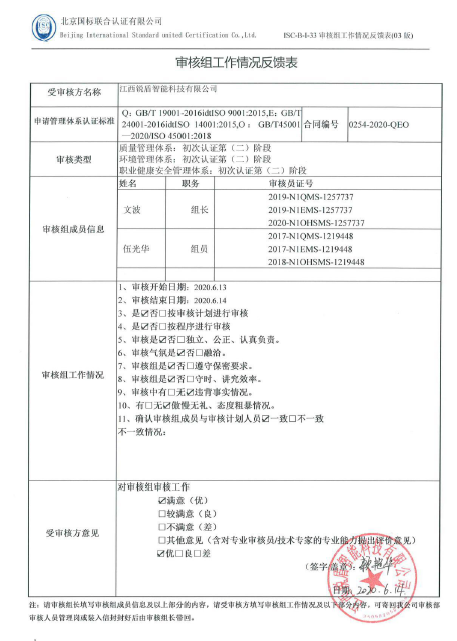 北京国标联合认证有限公司
Beijing International Standard united Certification Co.,Ltd.
ISC-B-I-33 审核组工作情况反馈表(03 版)
审核组工作情况反馈表
受审核方名称
江西锐盾智能科技有限公司
申请管理体系认证标准
Q: GB/T 19001-2016idtISO 9001:2015,E: GB/T
24001-2016idtISO 14001:2015,O: GB/T45001
—2020/ISO 45001:2018
合同编号
0254-2020-QEO
审核类型
质量管理体系：初次认证第（二）阶段
环境管理体系：初次认证第（二）阶段
职业健康安全管理体系：初次认证第（二）阶段
审核组成员信息
姓名 职务 审核员证号
文波 组长
2019-N1QMS-1257737
2019-N1EMS-1257737
2020-N1OHSMS-1257737
伍光华 组员
2017-N1QMS-1219448
2017-N1EMS-1219448
2018-N1OHSMS-1219448
审核组工作情况
1、审核开始日期：2020.6.13
2、审核结束日期：2020.6.14
3、是☑否□按审核计划进行审核
4、是☑否□按程序进行审核
5、审核是☑否□独立、公正、认真负责。
6、审核气氛是☑否□融洽。
7、审核组是☑否□遵守保密要求。
8、审核组是☑否□守时、讲究效率。
9、审核中有□无☑违背事实情况。
10、有□无☑傲慢无礼、态度粗暴情况。
11、确认审核组成员与审核计划人员☑一致□不一致
不一致情况：
受审核方意见
对审核组审核工作
☑满意（优）
□较满意（良）
□不满意（差）
□其他意见（含对专业审核员/技术专家的专业能力提出评价意见）
☑优□良□差
（签字盖章）：
日期：2020.6.14
注：请审核组长填写审核组成员信息及以上部分的内容，请受审核方填写审核组工作情况及以下部分内容，可寄回我公司审核部
审核人员管理岗或装入信封封好后由审核组长带回。